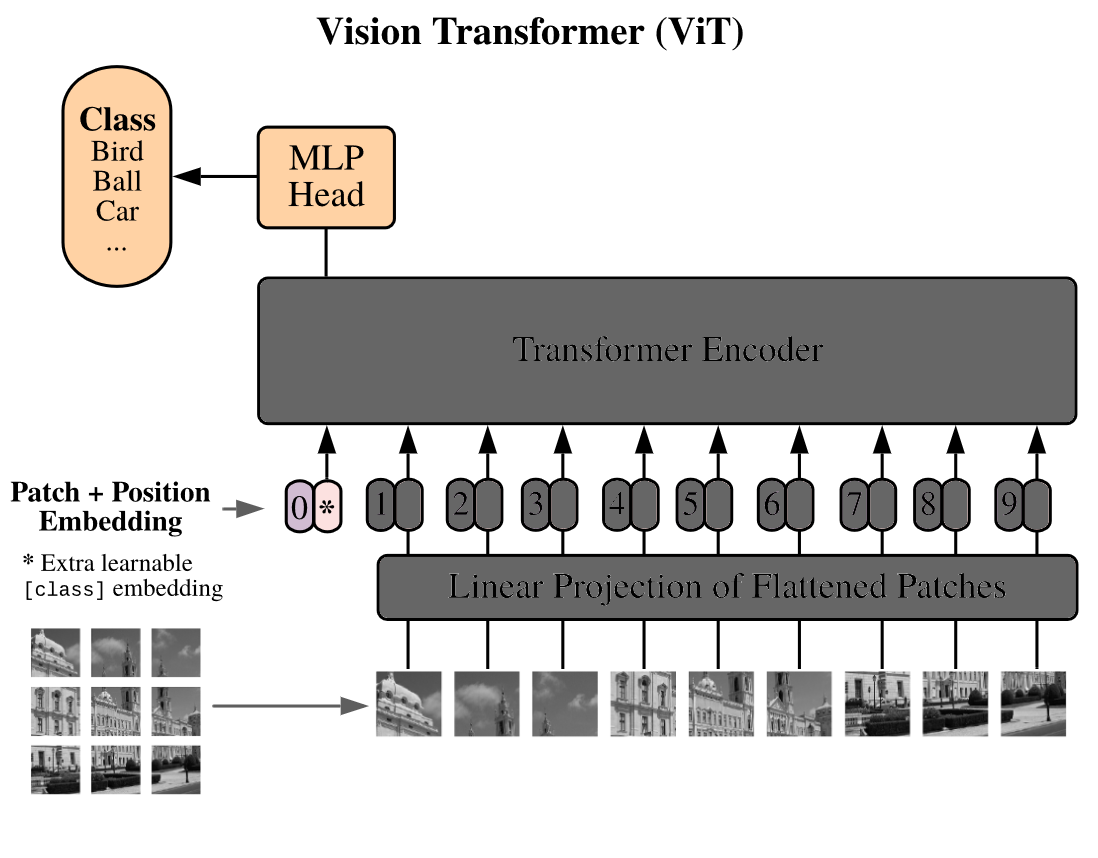 Vision Transformer (ViT)
Class
Bird
Ball
Car
...
MLP
Head
Transformer Encoder
Patch + Position
Embedding
0 * 1 2 3 4 5 6 7 8 9
* Extra learnable
[class] embedding
Linear Projection of Flattened Patches